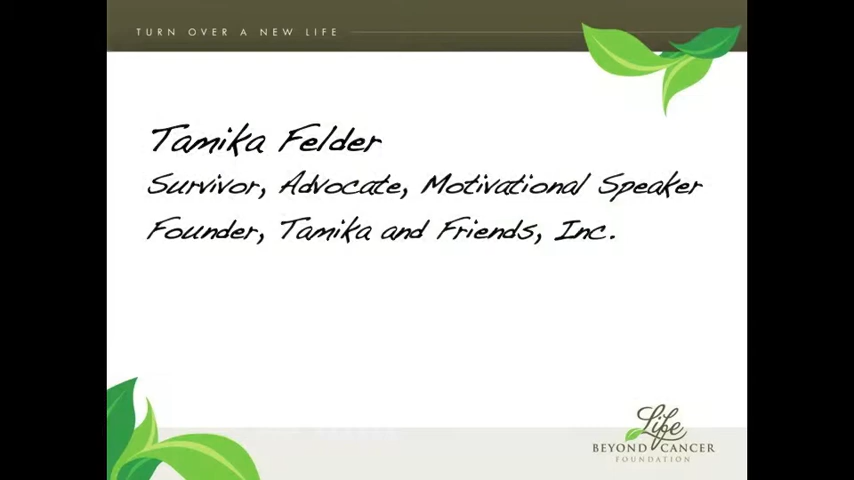 TURN OVER A NEW LIFE
Tamika Felder
Survivor, Advocate, Motivational Speaker
Founder, Tamika and Friends, Inc.
Life
BEYOND CANCER
FOUNDATION